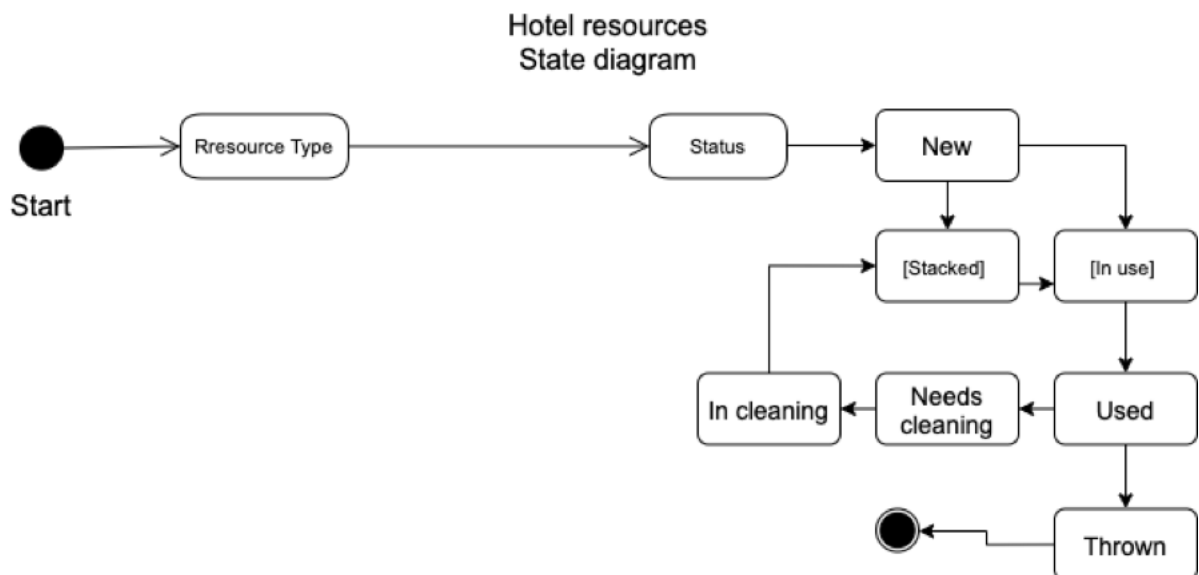 Hotel resources
State diagram
Start
Rresource Type
Status
New
[Stacked]
[In use]
In cleaning
Needs
cleaning
Used
Thrown